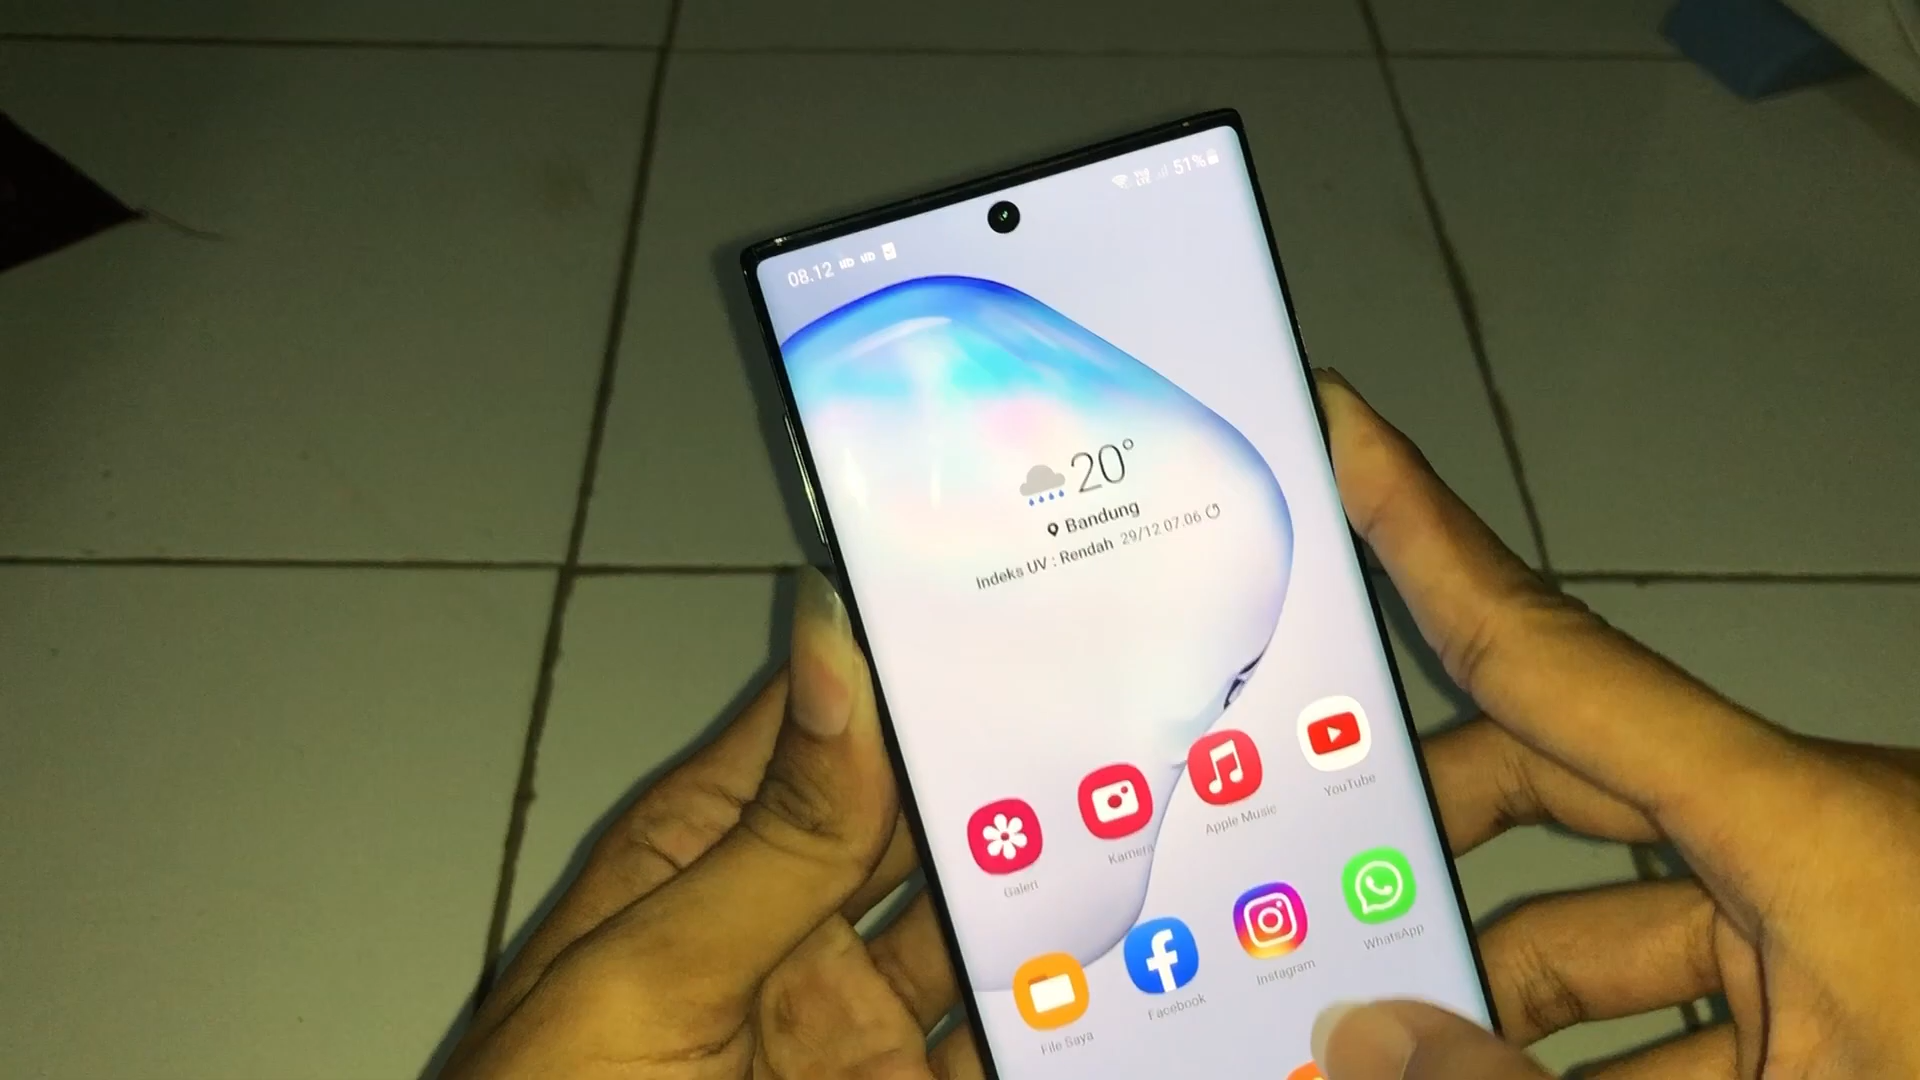 08.12
51%
20°
Bandung
Indeks UV : Rendah 29/12 07.06
Galeri
Kamera
Apple Music
YouTube
File Saya
Facebook
Instagram
WhatsApp